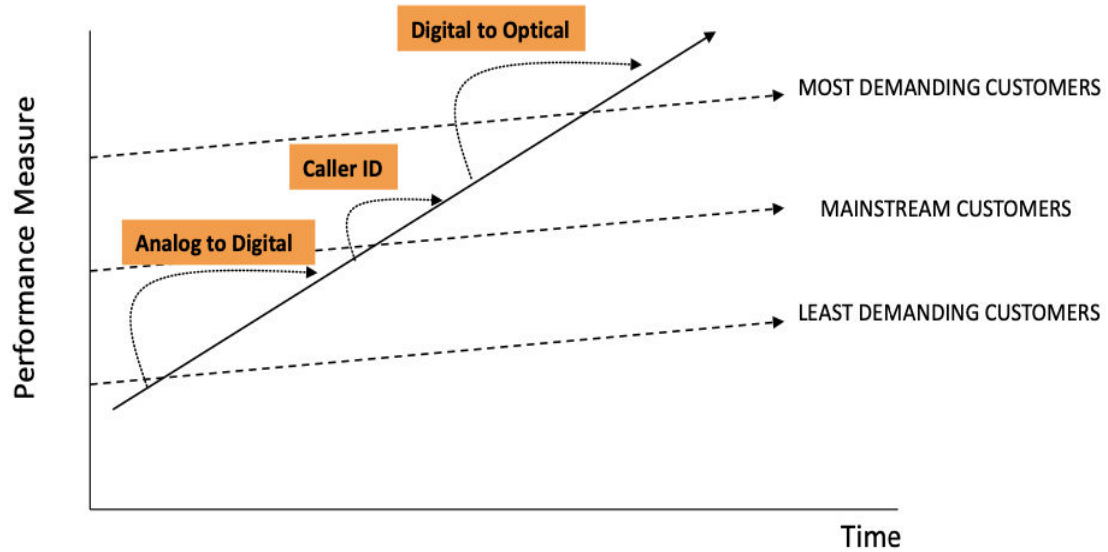 Digital to Optical
MOST DEMANDING CUSTOMERS
Caller ID
MAINSTREAM CUSTOMERS
Analog to Digital
LEAST DEMANDING CUSTOMERS
Performance Measure
Time